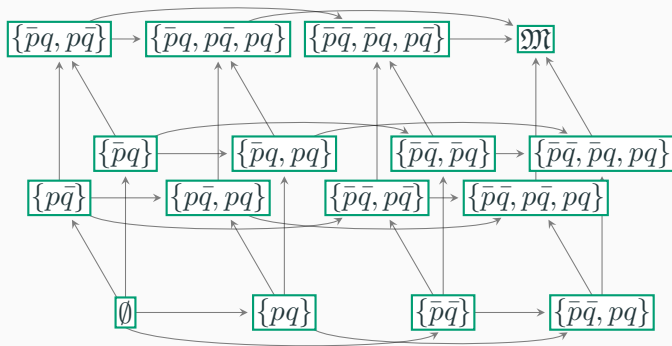 {p̄q, pq̄} {p̄q, pq̄, pq} {p̄q̄, p̄q, pq̄} 𝔐
{p̄q} {p̄q, pq} {p̄q̄, p̄q} {p̄q̄, p̄q, pq}
{pq̄} {pq̄, pq} {p̄q̄, pq̄} {p̄q̄, pq̄, pq}
∅ {pq} {p̄q̄} {p̄q̄, pq}